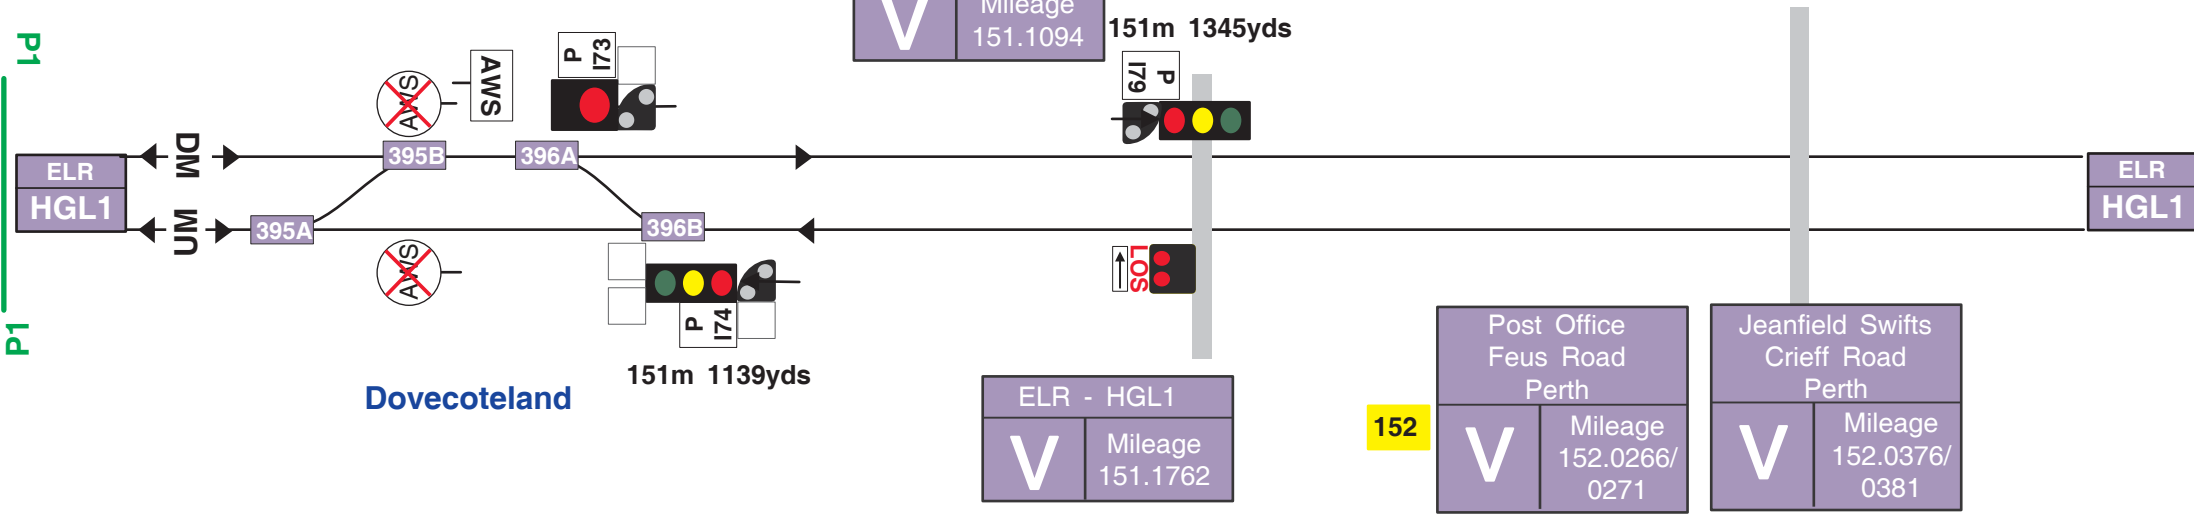 Mileage
V
151.1094
151m 1345yds
P1
AWS
AWS
P
I73
P
I79
DM
395B
396A
ELR
HGL1
ELR
HGL1
UM
395A
396B
AWS
LOS
P
I74
P1
151m 1139yds
Dovecoteland
ELR - HGL1
V
Mileage
151.1762
152
Post Office
Feus Road
Perth
V
Mileage
152.0266/
0271
Jeanfield Swifts
Crieff Road
Perth
V
Mileage
152.0376/
0381